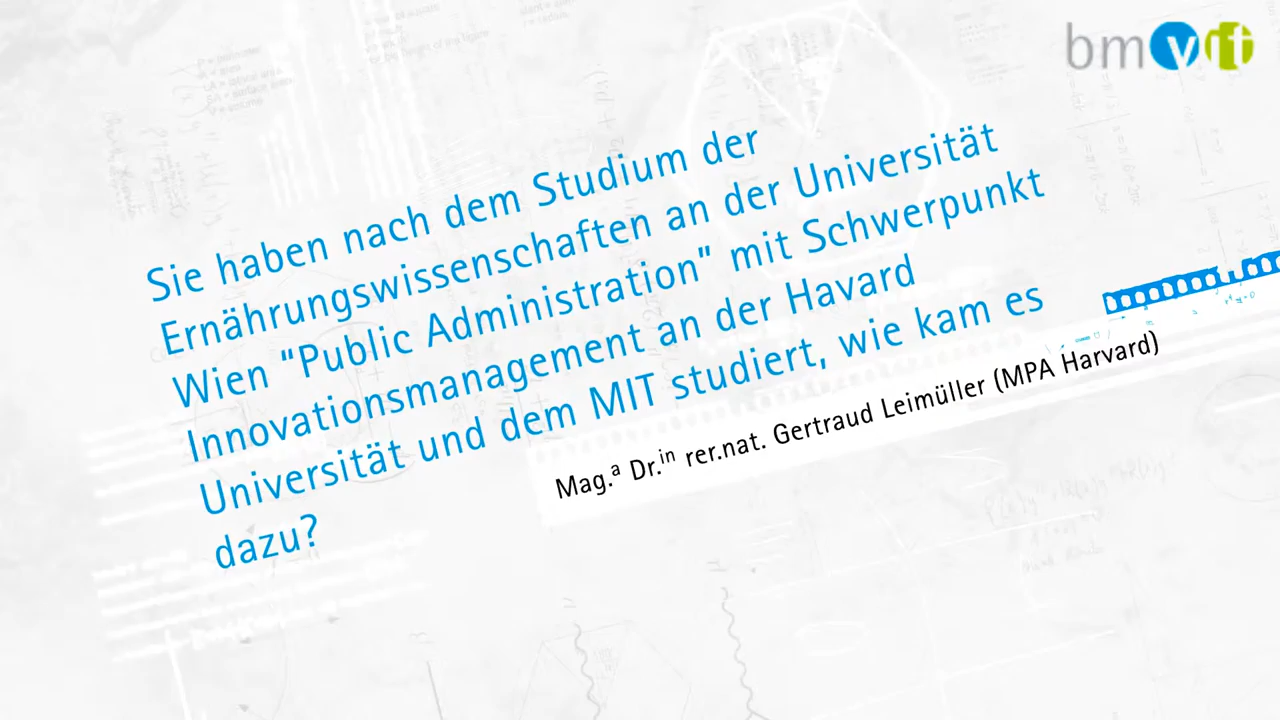 bmvit
Sie haben nach dem Studium der
Ernährungswissenschaften an der Universität
Wien "Public Administration" mit Schwerpunkt
Innovationsmanagement an der Havard
Universität und dem MIT studiert, wie kam es
dazu?
Mag.ª Dr.ⁱⁿ rer.nat. Gertraud Leimüller (MPA Harvard)